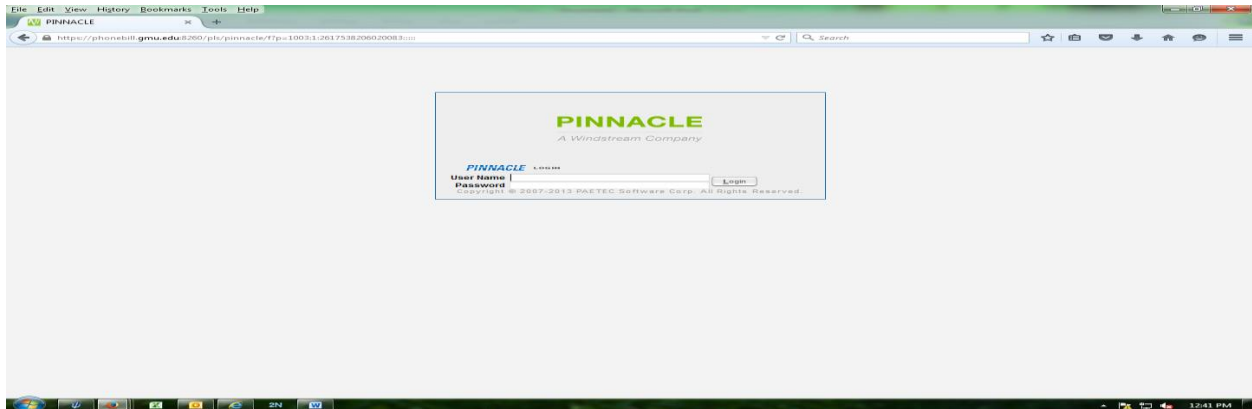 File Edit View History Bookmarks Tools Help
PINNACLE × +
https://phonebill.gmu.edu:8260/pls/pinnacle/f?p=1003:1:2617538206020083::::: Search
PINNACLE
A Windstream Company
PINNACLE LOGIN
User Name
Password Login
Copyright © 2007-2013 PAETEC Software Corp. All Rights Reserved.
2N W 12:41 PM